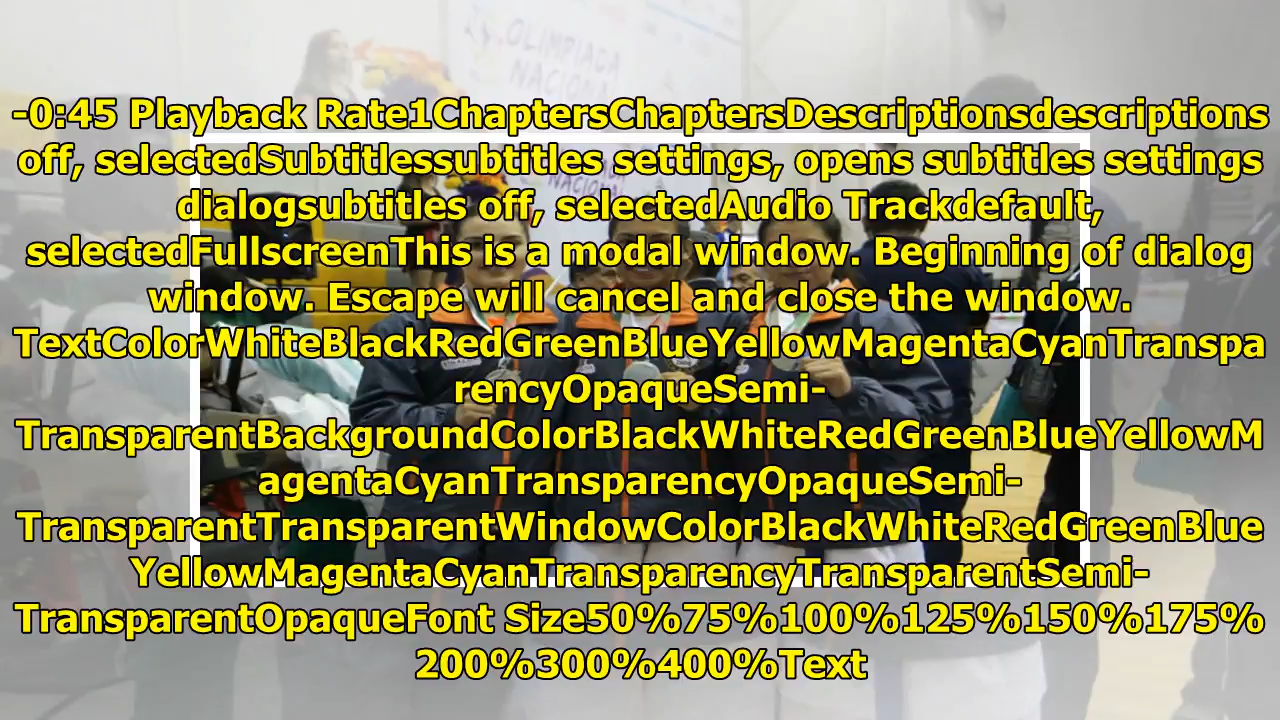 OLIMPIADA
NACIONAL
-0:45 Playback Rate1ChaptersChaptersDescriptionsdescriptions
off, selectedSubtitlessubtitles settings, opens subtitles settings
dialogsubtitles off, selectedAudio Trackdefault,
selectedFullscreenThis is a modal window. Beginning of dialog
window. Escape will cancel and close the window.
TextColorWhiteBlackRedGreenBlueYellowMagentaCyanTranspa
rencyOpaqueSemi-
TransparentBackgroundColorBlackWhiteRedGreenBlueYellowM
agentaCyanTransparencyOpaqueSemi-
TransparentTransparentWindowColorBlackWhiteRedGreenBlue
YellowMagentaCyanTransparencyTransparentSemi-
TransparentOpaqueFont Size50%75%100%125%150%175%
200%300%400%Text